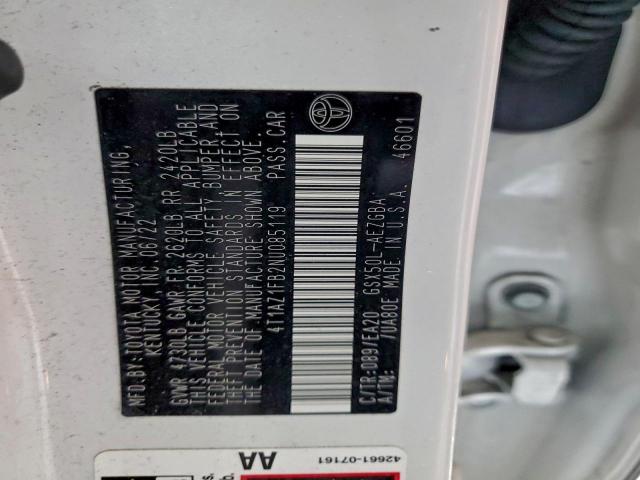 MFD.BY:TOYOTA MOTOR MANUFACTURING,
KENTUCKY, INC. 06/22
GVWR 4730LB GAWR FR 2620LB RR 2420LB
THIS VEHICLE CONFORMS TO ALL APPLICABLE
FEDERAL MOTOR VEHICLE SAFETY, BUMPER, AND
THEFT PREVENTION STANDARDS IN EFFECT ON
THE DATE OF MANUFACTURE SHOWN ABOVE.
4T1AZ1FB2NU085119 PASS CAR
C/TR:089/EA20 GSX50L-AEZGBA
A/TM: /UA80E MADE IN U.S.A. 46601
42661-07161
AA